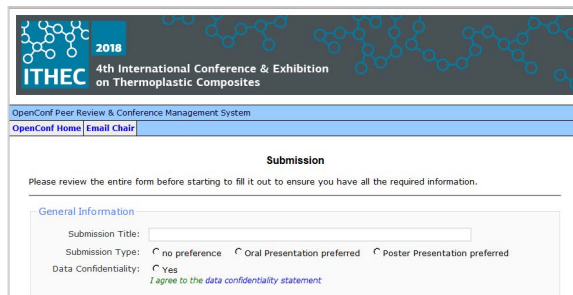 2018
ITHEC
4th International Conference & Exhibition
on Thermoplastic Composites
OpenConf Peer Review & Conference Management System
OpenConf Home Email Chair
Submission
Please review the entire form before starting to fill it out to ensure you have all the required information.
General Information
Submission Title:
Submission Type: no preference Oral Presentation preferred Poster Presentation preferred
Data Confidentiality: Yes
I agree to the data confidentiality statement